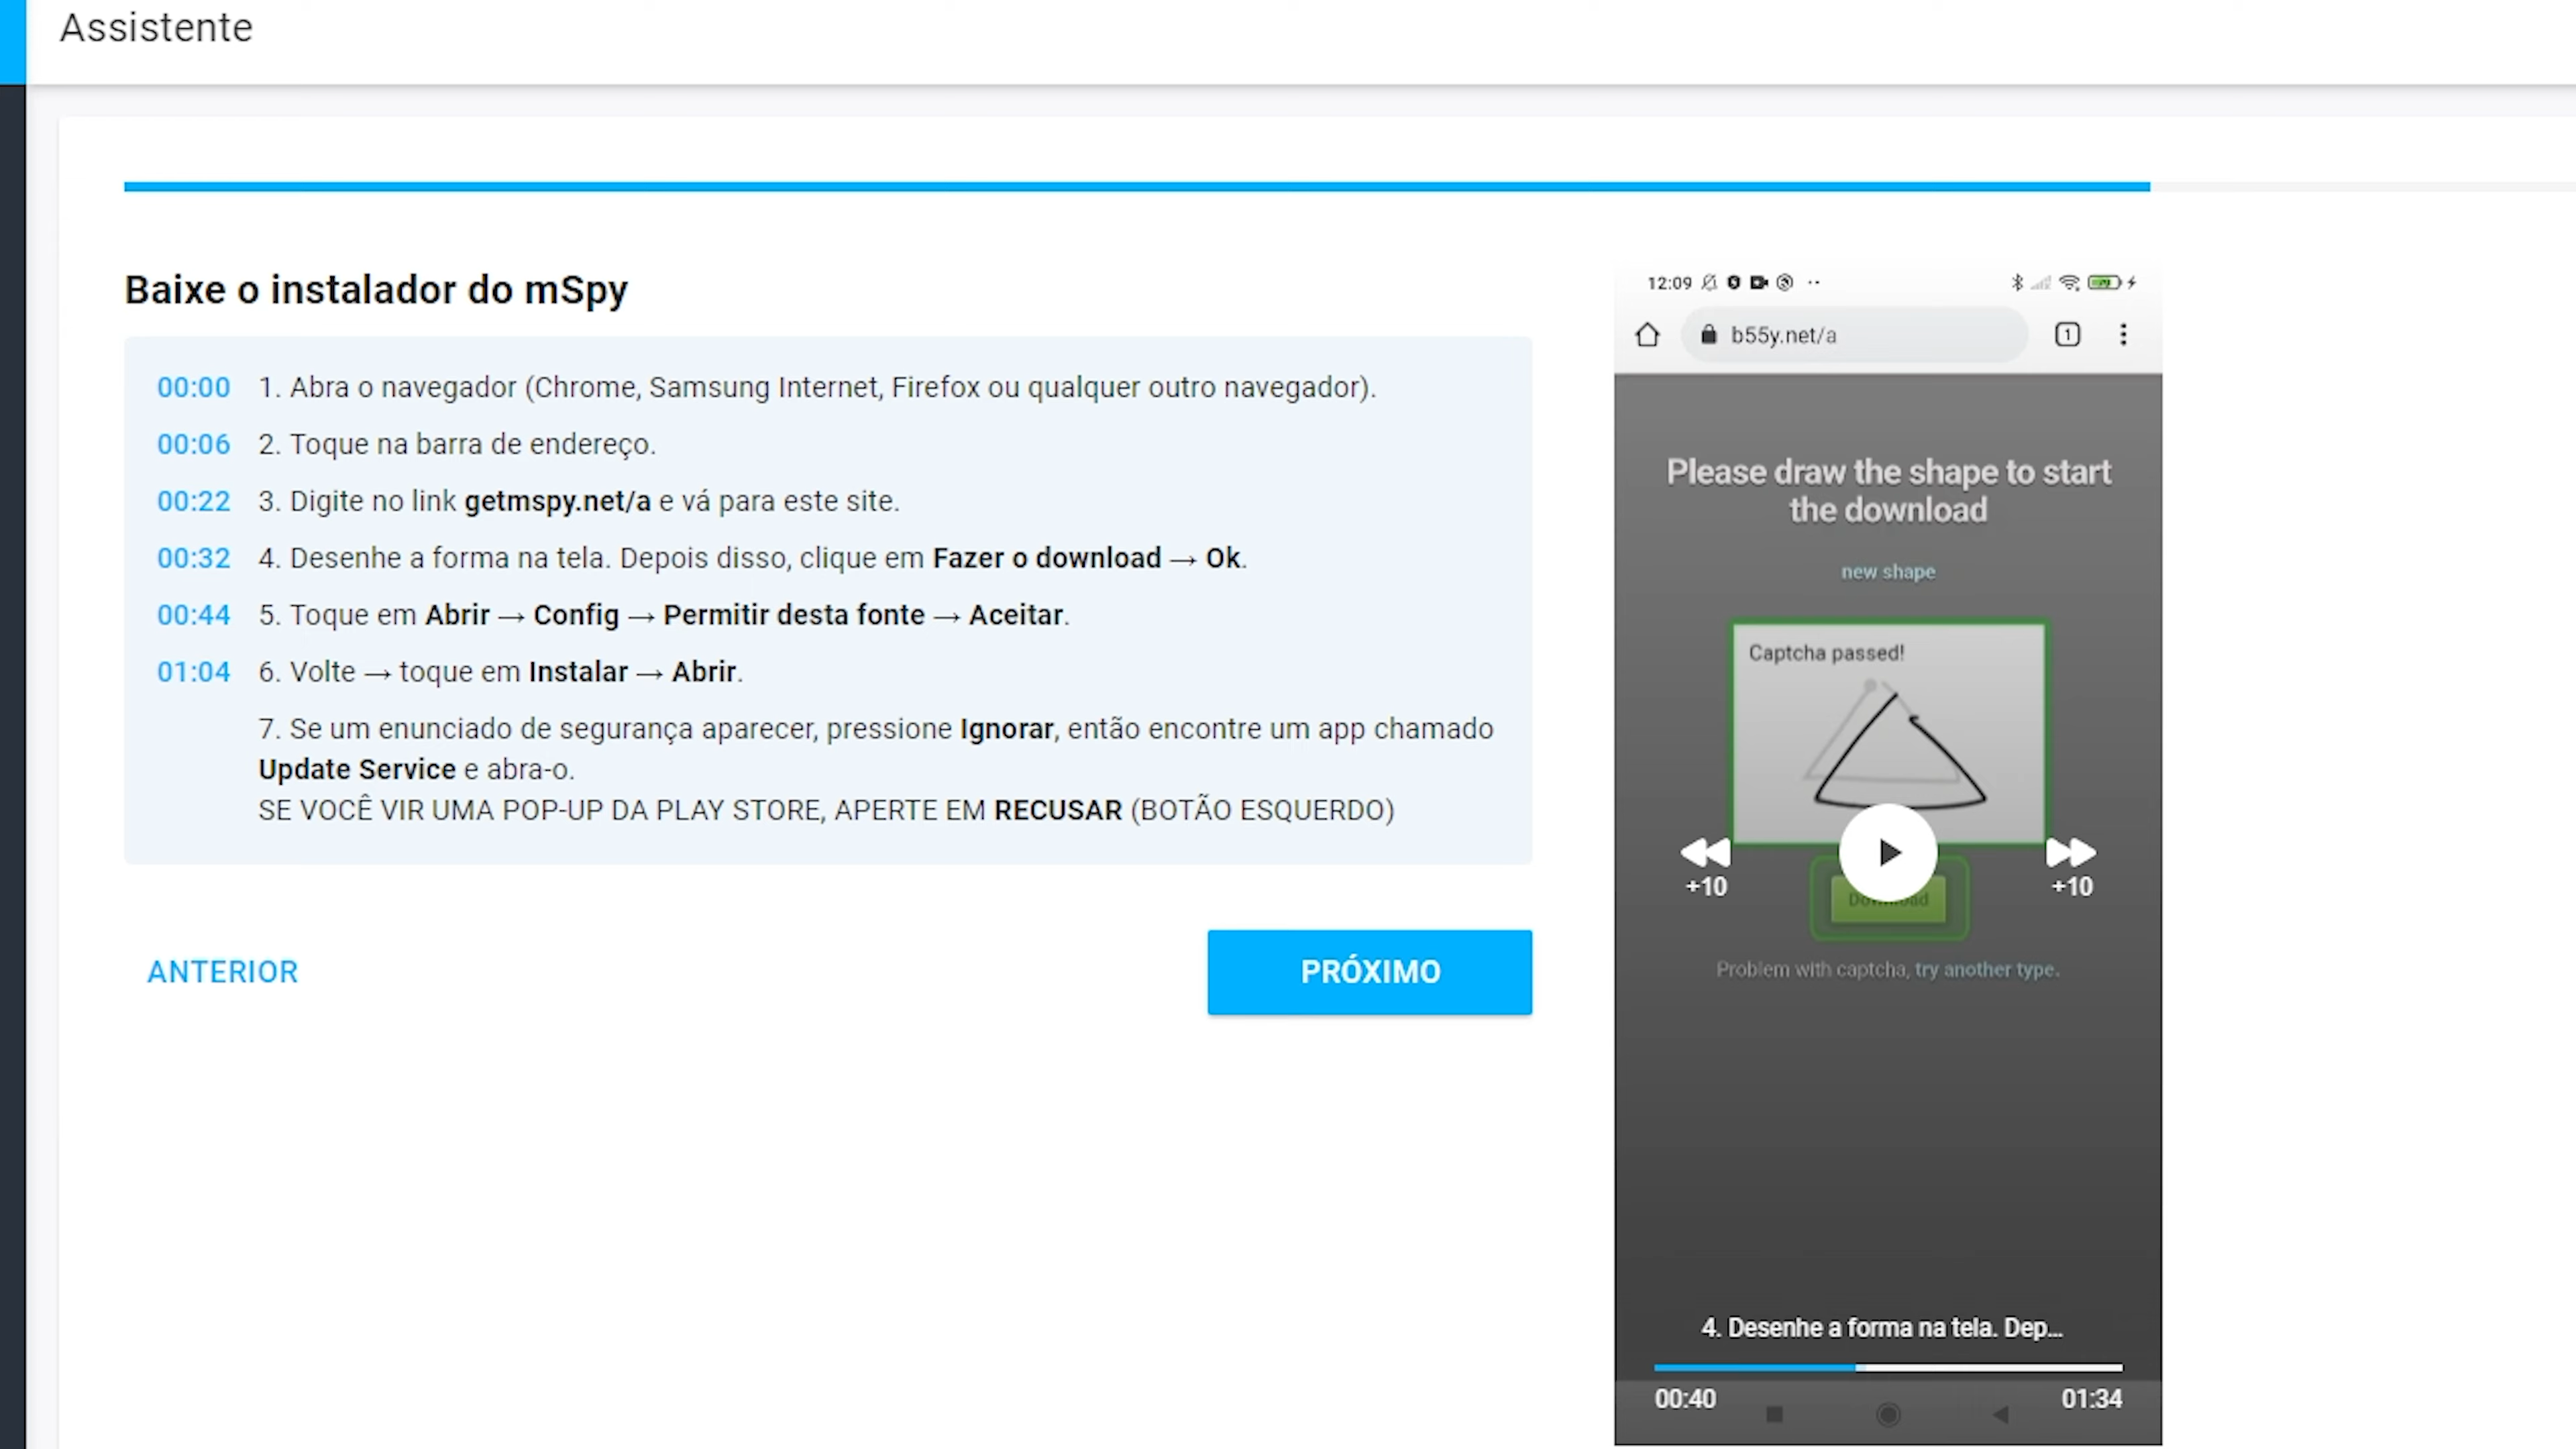 Assistente
Baixe o instalador do mSpy
00:00 1. Abra o navegador (Chrome, Samsung Internet, Firefox ou qualquer outro navegador).
00:06 2. Toque na barra de endereço.
00:22 3. Digite no link getmspy.net/a e vá para este site.
00:32 4. Desenhe a forma na tela. Depois disso, clique em Fazer o download → Ok.
00:44 5. Toque em Abrir → Config → Permitir desta fonte → Aceitar.
01:04 6. Volte → toque em Instalar → Abrir.
7. Se um enunciado de segurança aparecer, pressione Ignorar, então encontre um app chamado
Update Service e abra-o.
SE VOCÊ VIR UMA POP-UP DA PLAY STORE, APERTE EM RECUSAR (BOTÃO ESQUERDO)
ANTERIOR
PRÓXIMO
12:09
b55y.net/a
1
Please draw the shape to start
the download
new shape
Captcha passed!
+10
+10
Problem with captcha, try another type.
4. Desenhe a forma na tela. Dep...
00:40
01:34